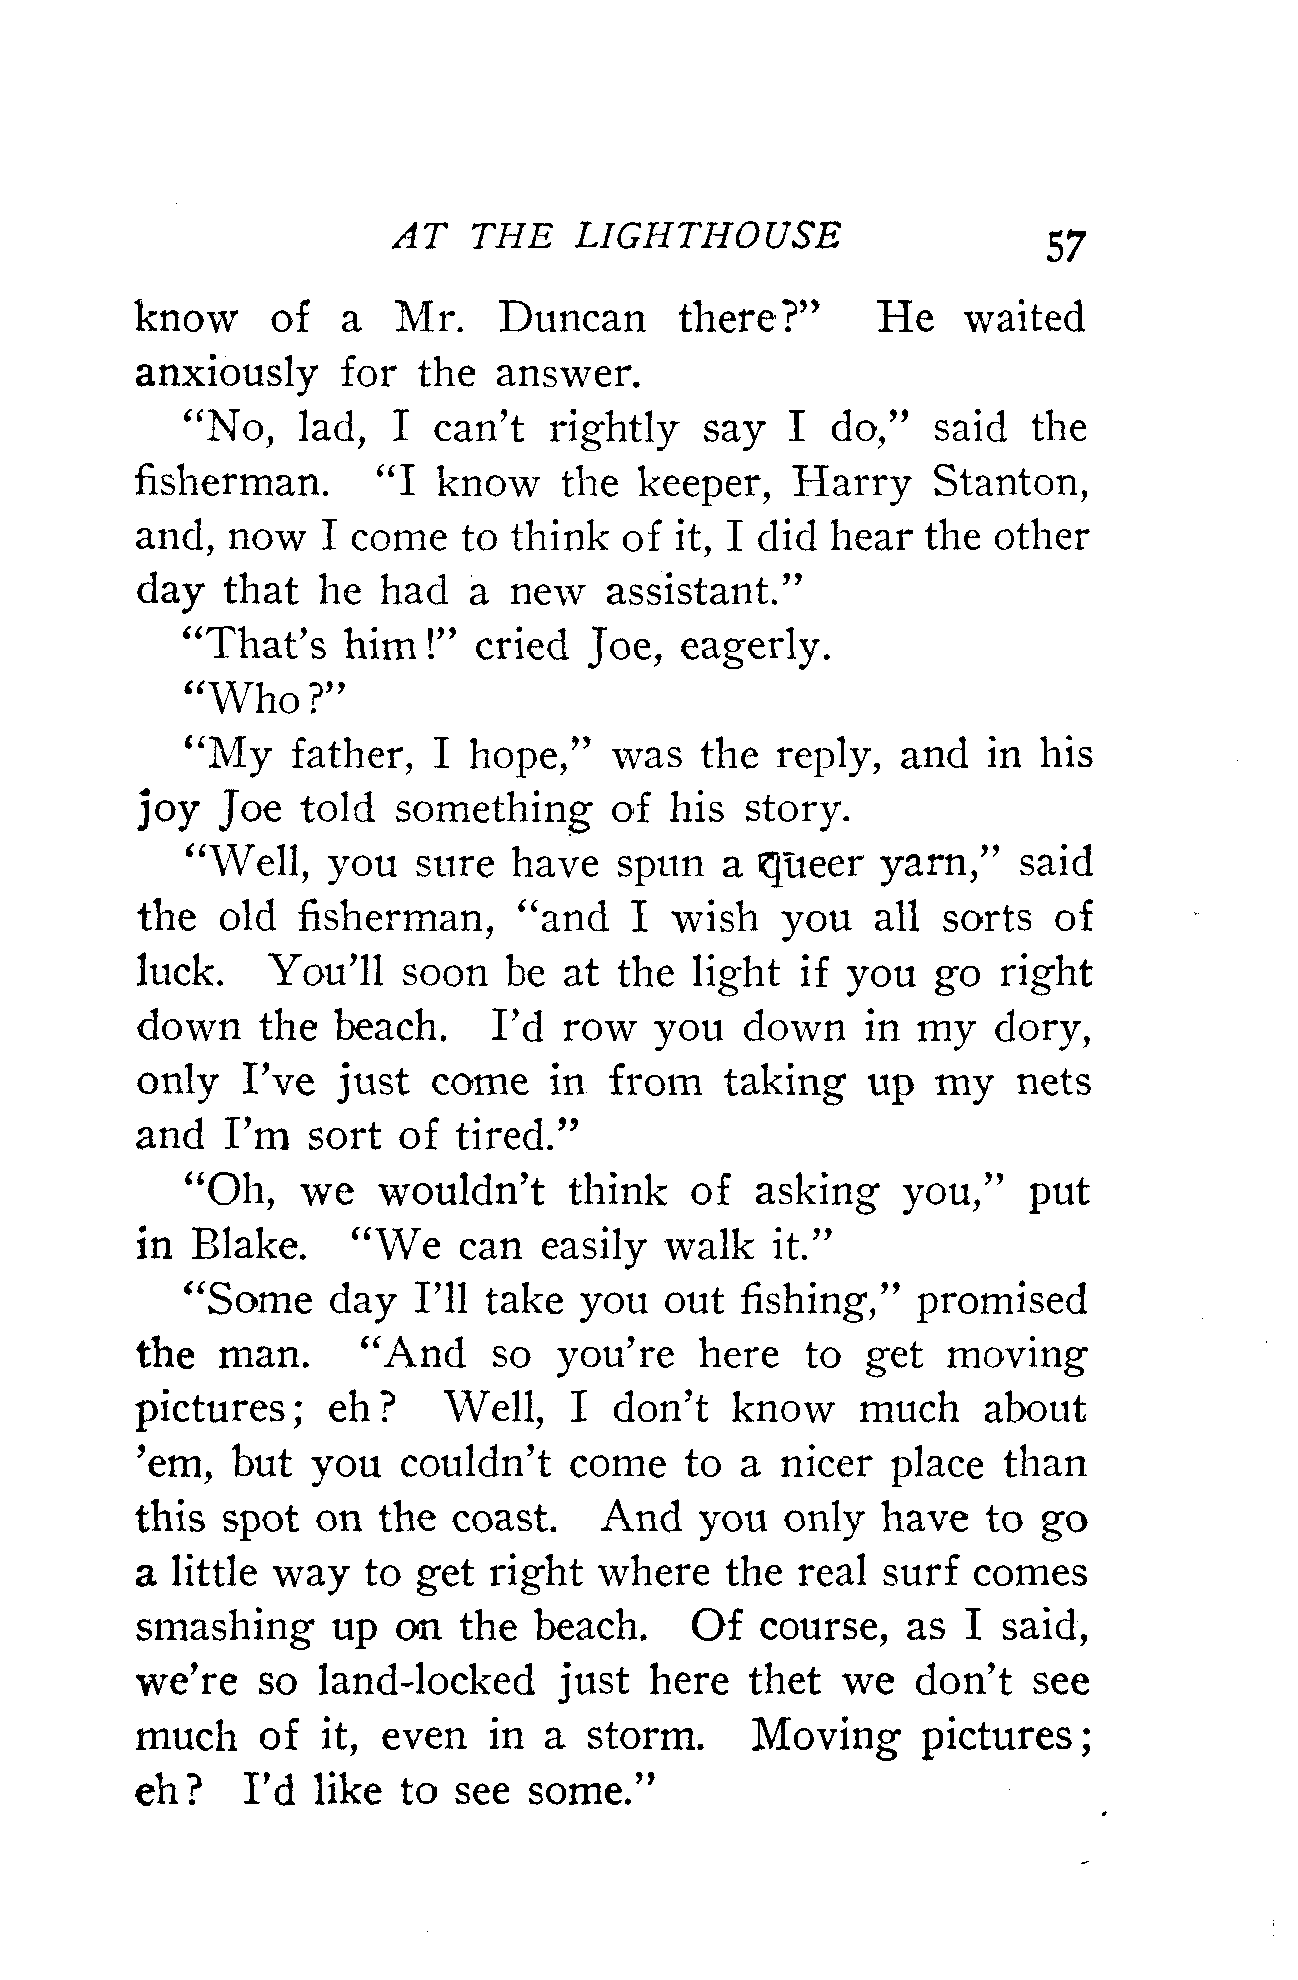 AT THE LIGHTHOUSE 57
know of a Mr. Duncan there?" He waited
anxiously for the answer.
"No, lad, I can't rightly say I do," said the
fisherman. "I know the keeper, Harry Stanton,
and, now I come to think of it, I did hear the other
day that he had a new assistant."
"That's him!" cried Joe, eagerly.
"Who?"
"My father, I hope," was the reply, and in his
joy Joe told something of his story.
"Well, you sure have spun a queer yarn," said
the old fisherman, "and I wish you all sorts of
luck. You'll soon be at the light if you go right
down the beach. I'd row you down in my dory,
only I've just come in from taking up my nets
and I'm sort of tired."
"Oh, we wouldn't think of asking you," put
in Blake. "We can easily walk it."
"Some day I'll take you out fishing," promised
the man. "And so you're here to get moving
pictures; eh? Well, I don't know much about
'em, but you couldn't come to a nicer place than
this spot on the coast. And you only have to go
a little way to get right where the real surf comes
smashing up on the beach. Of course, as I said,
we're so land-locked just here thet we don't see
much of it, even in a storm. Moving pictures;
eh? I'd like to see some."